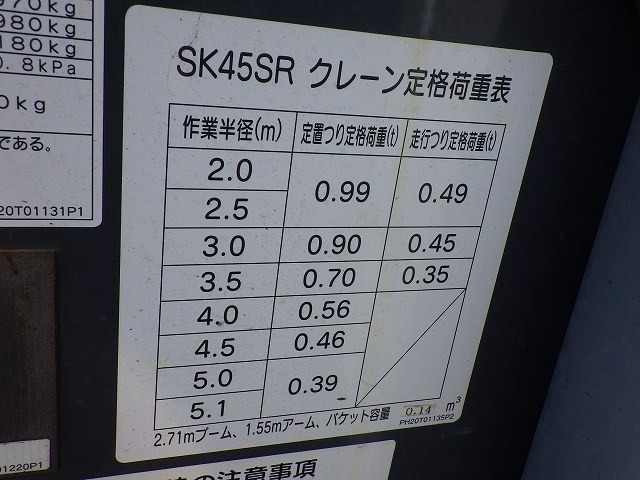 970kg
980kg
180kg
0.8kPa
0kg
である。
20T01131P1
SK45SR クレーン定格荷重表
作業半径(m) 定置つり定格荷重(t) 走行つり定格荷重(t)
2.0 0.99 0.49
2.5
3.0 0.90 0.45
3.5 0.70 0.35
4.0 0.56
4.5 0.46
5.0 0.39
5.1
2.71mブーム、1.55mアーム、バケット容量 0.14 m³
PH20T01135P2
01220P1
の注意事項